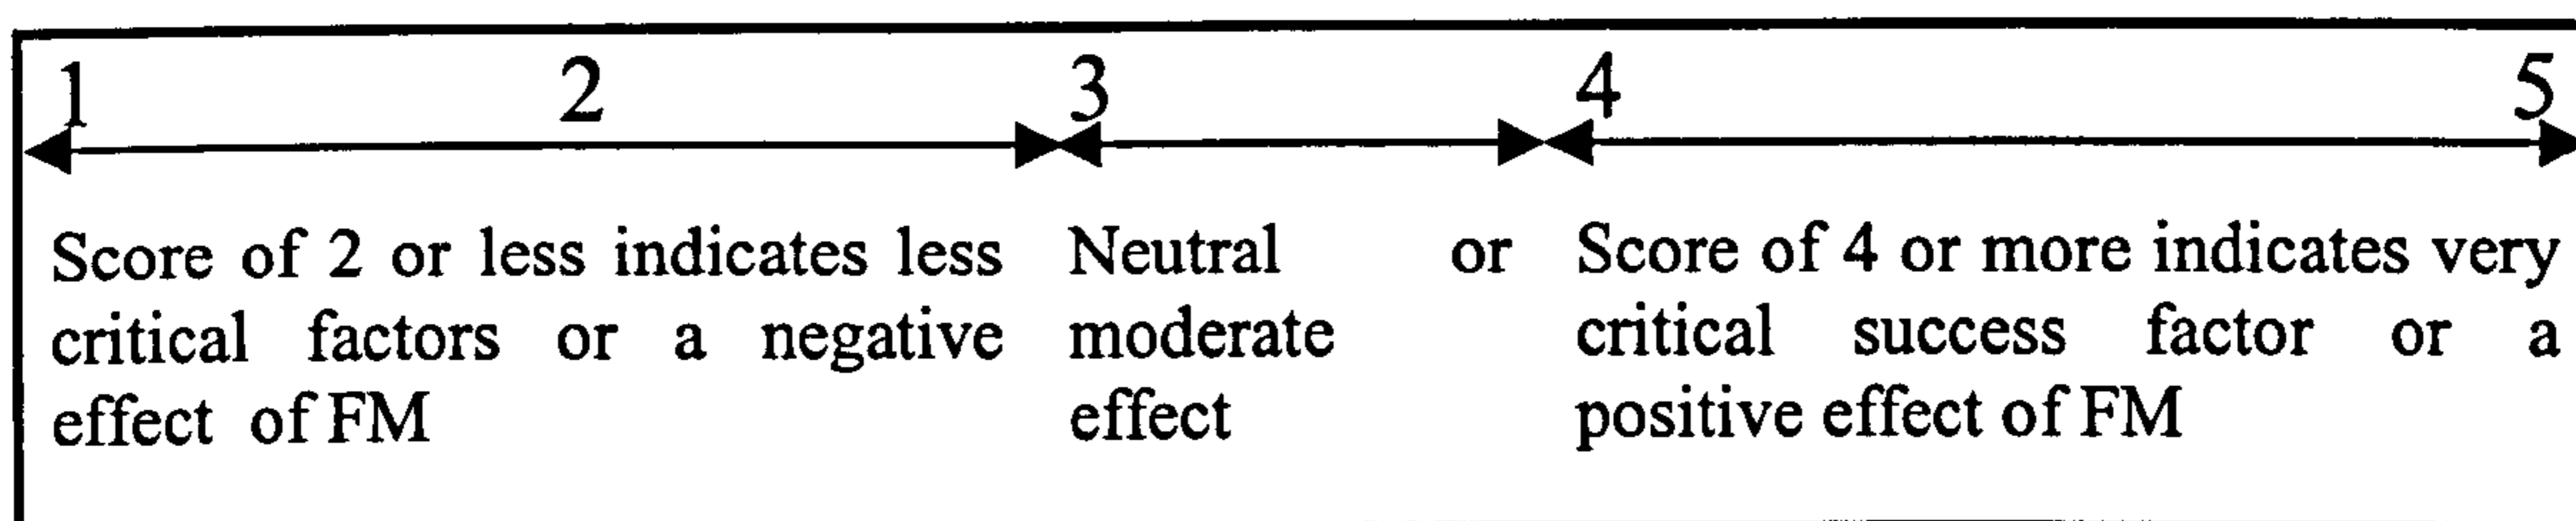 1 2 3 4 5
Score of 2 or less indicates less
critical factors or a negative
effect of FM
Neutral or
moderate
effect
Score of 4 or more indicates very
critical success factor or a
positive effect of FM